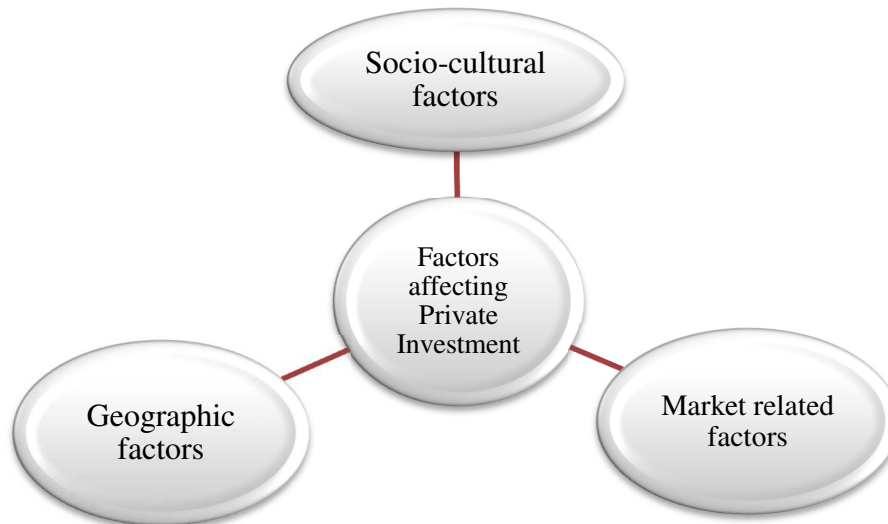 Socio-cultural
factors
Factors
affecting
Private
Investment
Geographic
factors
Market related
factors